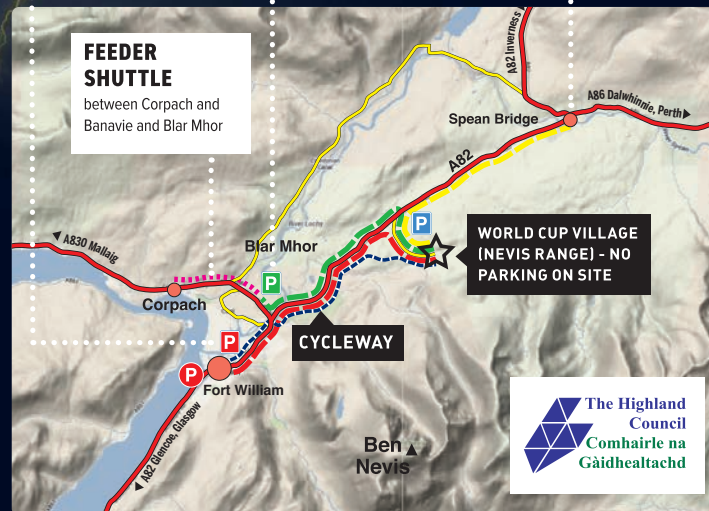 FEEDER
SHUTTLE
between Corpach and
Banavie and Blar Mhor
A82 Inverness
A86 Dalwhinnie, Perth
Spean Bridge
A82
P
WORLD CUP VILLAGE
(NEVIS RANGE) - NO
PARKING ON SITE
A830 Mallaig
Blar Mhor
P
Corpach
P
CYCLEWAY
P
Fort William
A82 Glencoe, Glasgow
Ben
Nevis
The Highland
Council
Comhairle na
Gàidhealtachd